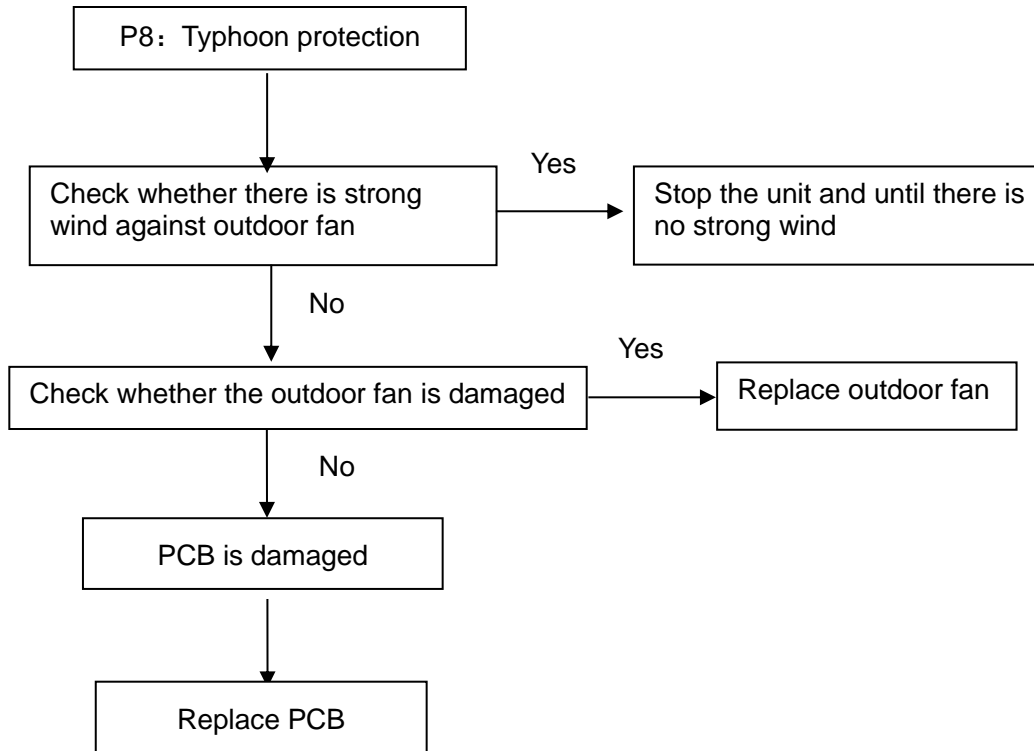 P8：Typhoon protection
Yes
Check whether there is strong
wind against outdoor fan
Stop the unit and until there is
no strong wind
No
Yes
Check whether the outdoor fan is damaged
Replace outdoor fan
No
PCB is damaged
Replace PCB